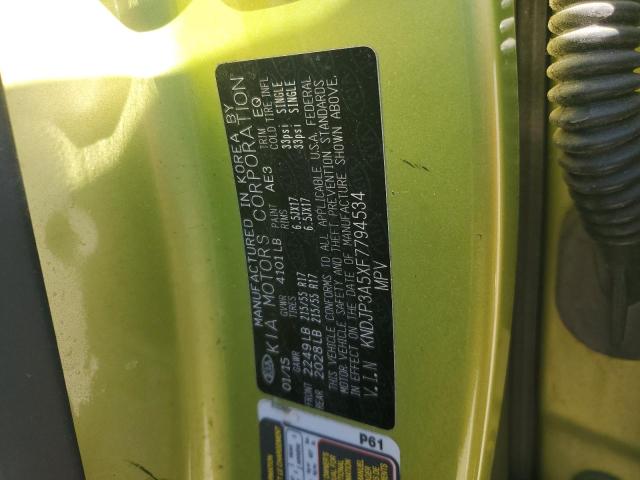 MANUFACTURED IN KOREA BY
KIA MOTORS CORPORATION
01/15 GVWR 4101LB PAINT AE3 TRIM EQ
GAWR TIRES RIMS COLD TIRE INFL
FRONT 2249LB 215/55 R17 6.5JX17 33psi SINGLE
REAR 2028LB 215/55 R17 6.5JX17 33psi SINGLE
THIS VEHICLE CONFORMS TO ALL APPLICABLE U.S.A. FEDERAL
MOTOR VEHICLE SAFETY AND THEFT PREVENTION STANDARDS
IN EFFECT ON THE DATE OF MANUFACTURE SHOWN ABOVE.
V.I.N KNDJP3A5XF7794534
MPV
P61